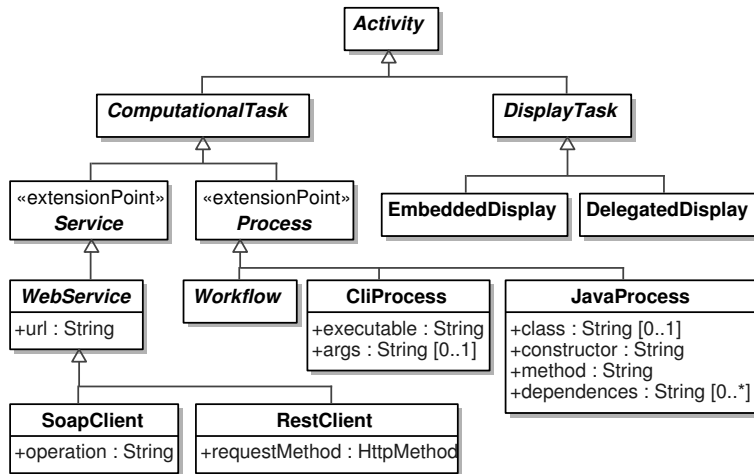 Activity
ComputationalTask
DisplayTask
«extensionPoint»
Service
«extensionPoint»
Process
EmbeddedDisplay
DelegatedDisplay
WebService
+url : String
Workflow
CliProcess
+executable : String
+args : String [0..1]
JavaProcess
+class : String [0..1]
+constructor : String
+method : String
+dependences : String [0..*]
SoapClient
+operation : String
RestClient
+requestMethod : HttpMethod